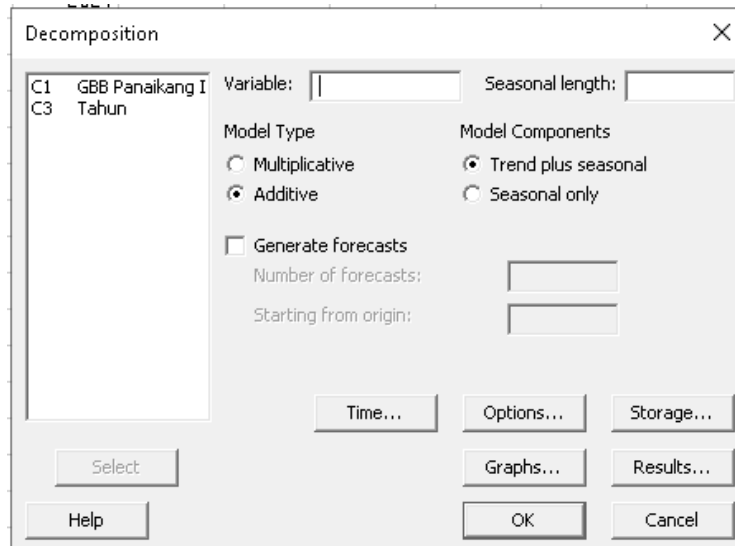 Decomposition
C1 GBB Panaikang I
C3 Tahun
Variable:
Seasonal length:
Model Type
Multiplicative
Additive
Model Components
Trend plus seasonal
Seasonal only
Generate forecasts
Number of forecasts:
Starting from origin:
Time...
Options...
Storage...
Select
Graphs...
Results...
Help
OK
Cancel